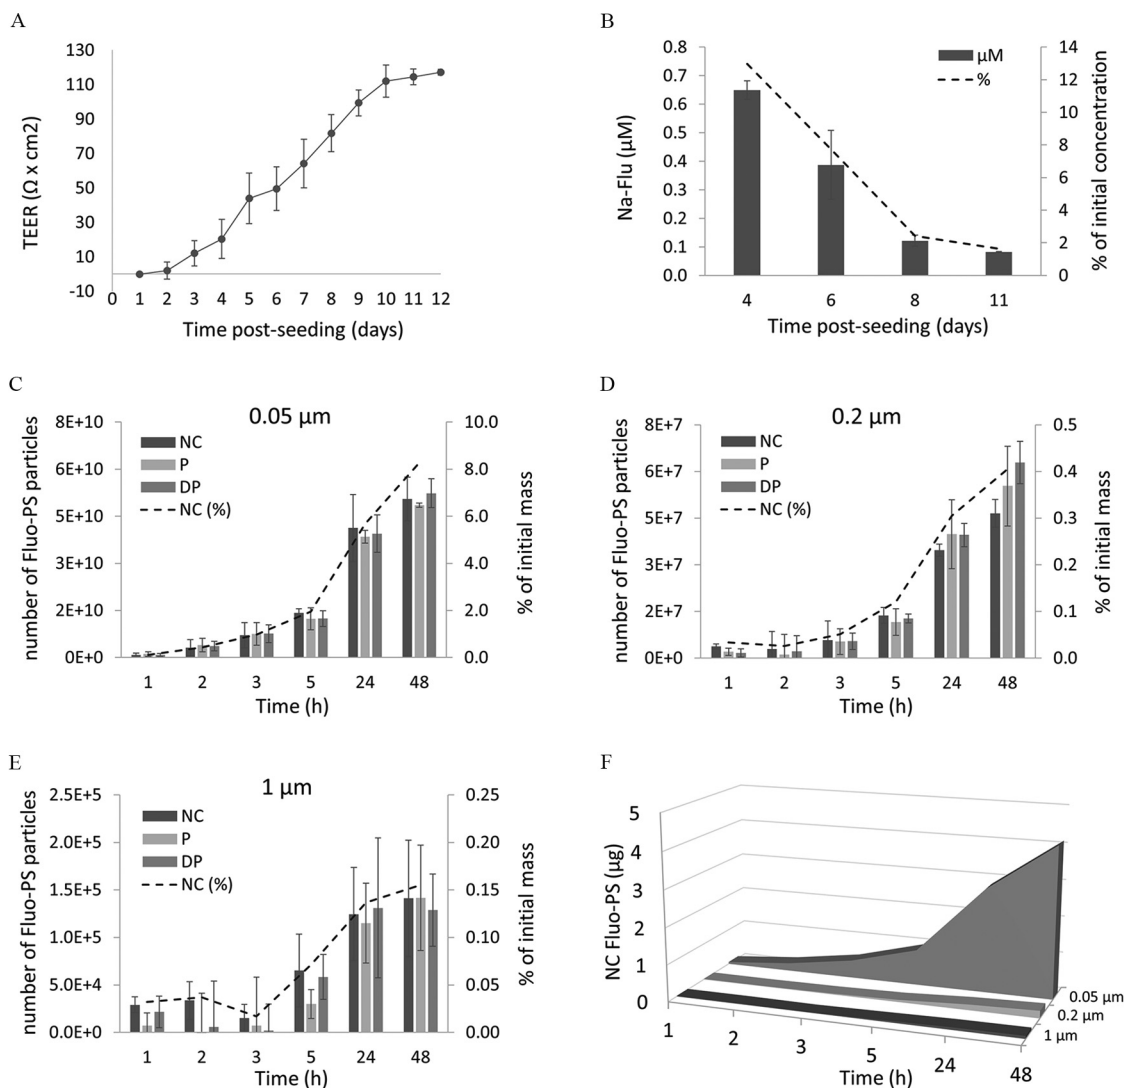 A
130
110
90
70
50
30
10
-10
TEER (Ω x cm2)
0 1 2 3 4 5 6 7 8 9 10 11 12
Time post-seeding (days)
B
0.8
0.7
0.6
0.5
0.4
0.3
0.2
0.1
0.0
Na-Flu (µM)
µM
%
14
12
10
8
6
4
2
0
% of initial concentration
4 6 8 11
Time post-seeding (days)
C
0.05 µm
8E+10
6E+10
5E+10
3E+10
2E+10
0E+0
number of Fluo-PS particles
NC
P
DP
NC (%)
10.0
8.0
6.0
4.0
2.0
0.0
% of initial mass
1 2 3 5 24 48
Time (h)
D
0.2 µm
8E+7
6E+7
5E+7
3E+7
2E+7
0E+0
number of Fluo-PS particles
NC
P
DP
NC (%)
0.5
0.4
0.3
0.2
0.1
0.0
% of initial mass
1 2 3 5 24 48
Time (h)
E
1 µm
2.5E+5
2.0E+5
1.5E+5
1.0E+5
5.0E+4
0.0E+0
number of Fluo-PS particles
NC
P
DP
NC (%)
0.25
0.20
0.15
0.10
0.05
0.00
% of initial mass
1 2 3 5 24 48
Time (h)
F
5
4
3
2
1
0
NC Fluo-PS (µg)
0.05 µm
0.2 µm
1 µm
1 2 3 5 24 48
Time (h)